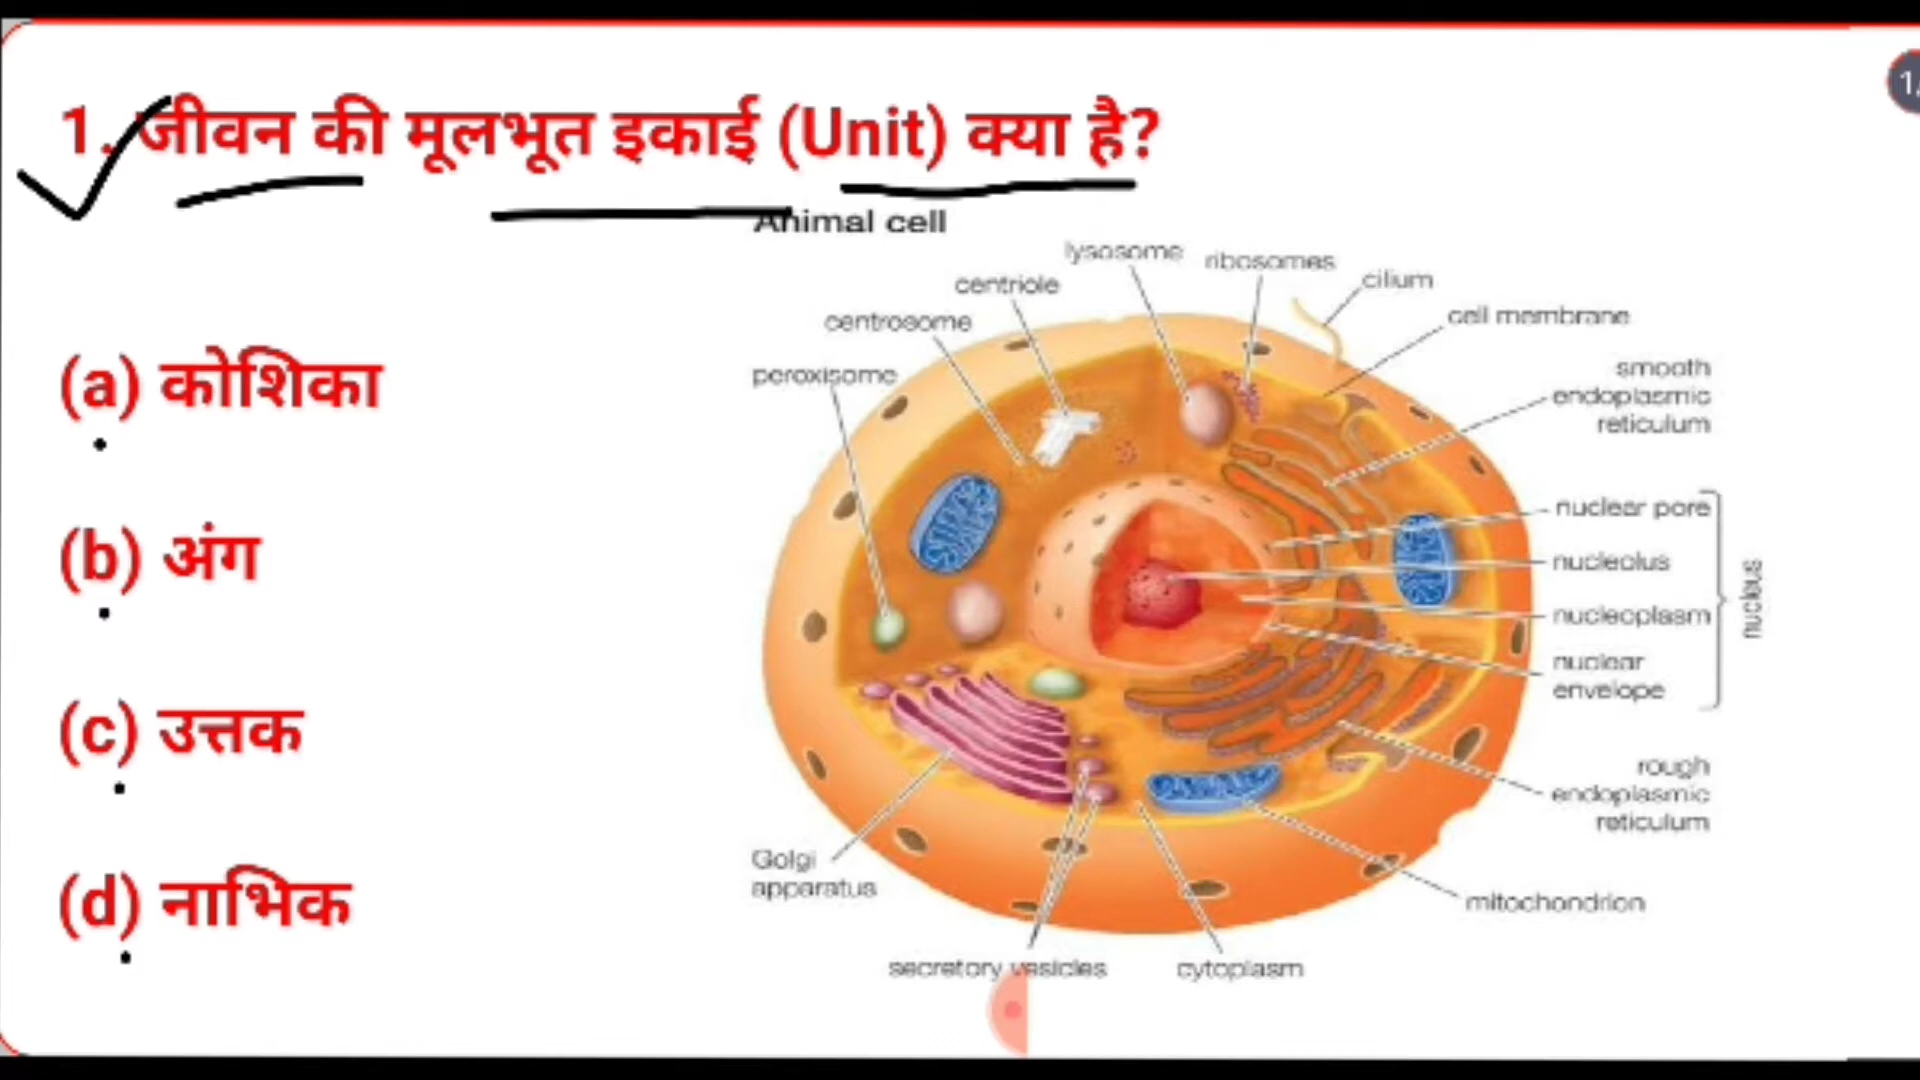 1. जीवन की मूलभूत इकाई (Unit) क्या है?
Animal cell
(a) कोशिका
(b) अंग
(c) उत्तक
(d) नाभिक
lysosome
ribosomes
cilium
centriole
cell membrane
centrosome
peroxisome
smooth
endoplasmic
reticulum
nuclear pore
nucleolus
nucleoplasm
nuclear
envelope
nucleus
rough
endoplasmic
reticulum
Golgi
apparatus
mitochondrion
secretory vesicles
cytoplasm